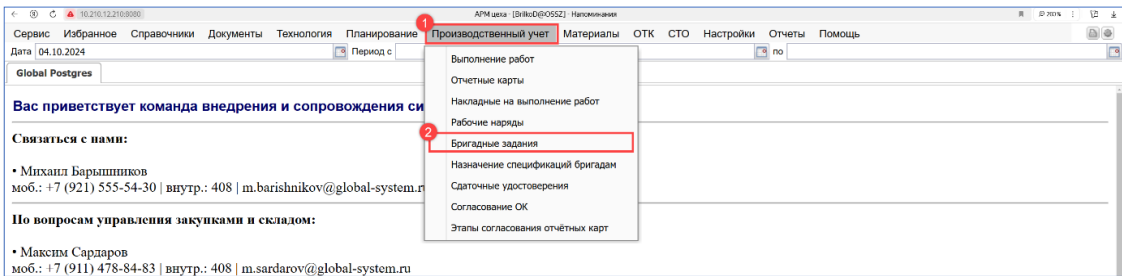 10.210.12.210:8080 АРМ цеха - [BrilkoD@OSSZ] - Напоминания 200%
1
Сервис Избранное Справочники Документы Технология Планирование Производственный учет Материалы ОТК СТО Настройки Отчеты Помощь
Дата 04.10.2024 Период с по
Global Postgres
Выполнение работ
Отчетные карты
Накладные на выполнение работ
Рабочие наряды
2
Бригадные задания
Назначение спецификаций бригадам
Сдаточные удостоверения
Согласование ОК
Этапы согласования отчётных карт
Вас приветствует команда внедрения и сопровождения си
Связаться с нами:
• Михаил Барышников
моб.: +7 (921) 555-54-30 | внутр.: 408 | m.barishnikov@global-system.r
По вопросам управления закупками и складом:
• Максим Сардаров
моб.: +7 (911) 478-84-83 | внутр.: 408 | m.sardarov@global-system.ru